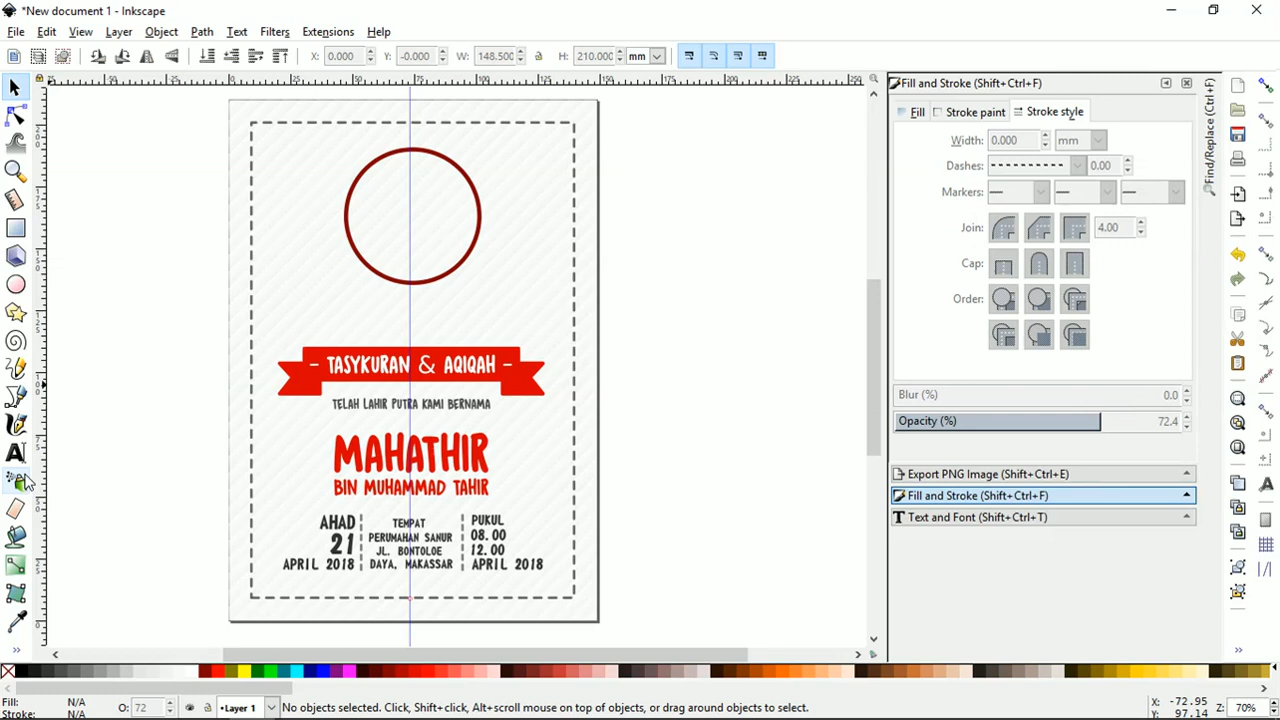 *New document 1 - Inkscape
File Edit View Layer Object Path Text Filters Extensions Help
X: 0.000 Y: -0.000 W: 148.500 H: 210.000 mm
Fill and Stroke (Shift+Ctrl+F)
Fill Stroke paint Stroke style
Width: 0.000 mm
Dashes: 0.00
Markers:
Join: 4.00
Cap:
Order:
Blur (%) 0.0
Opacity (%) 72.4
Export PNG Image (Shift+Ctrl+E)
Fill and Stroke (Shift+Ctrl+F)
Text and Font (Shift+Ctrl+T)
Find/Replace (Ctrl+F)
- TASYKURAN & AQIQAH -
TELAH LAHIR PUTRA KAMI BERNAMA
MAHATHIR
BIN MUHAMMAD TAHIR
AHAD
21
APRIL 2018
TEMPAT
PERUMAHAN SANUR
JL. BONTOLOE
DAYA, MAKASSAR
PUKUL
08. 00
12. 00
APRIL 2018
Fill: N/A
Stroke: N/A
O: 72
Layer 1
No objects selected. Click, Shift+click, Alt+scroll mouse on top of objects, or drag around objects to select.
X: -72.95
Y: 97.14
Z: 70%